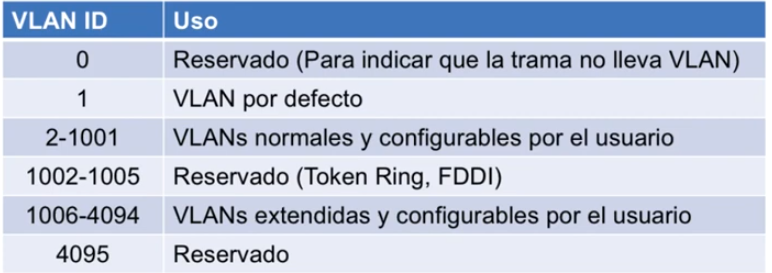 VLAN ID Uso
0 Reservado (Para indicar que la trama no lleva VLAN)
1 VLAN por defecto
2-1001 VLANs normales y configurables por el usuario
1002-1005 Reservado (Token Ring, FDDI)
1006-4094 VLANs extendidas y configurables por el usuario
4095 Reservado